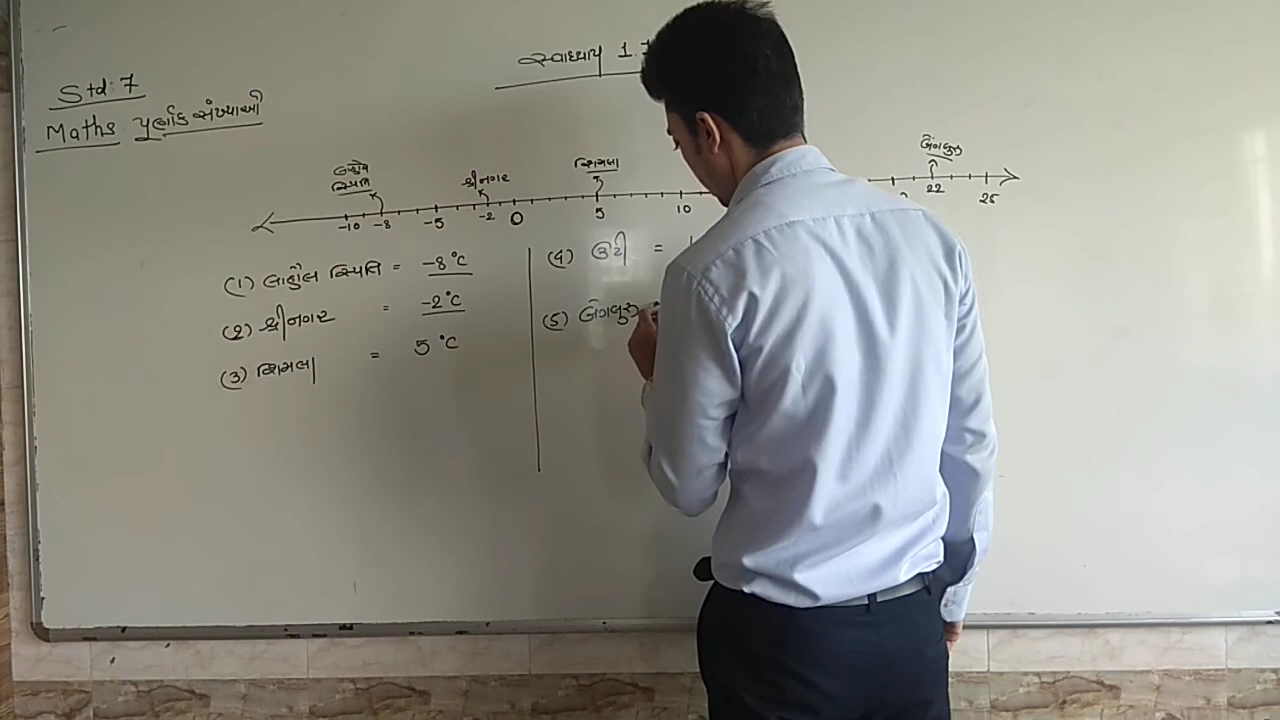 સ્વાધ્યાય 1.
Std: 7
Maths પૂર્ણાંક સંખ્યાઓ
લાહૌલ
સ્પિતિ
શ્રીનગર
શિમલા
બેંગલુરુ
-10 -8 -5 -2 0 5 10 22 25
(1) લાહૌલ સ્પિતિ = -8°C
(2) શ્રીનગર = -2°C
(3) શિમલા = 5°C
(4) ઊટી =
(5) બેંગલુરુ